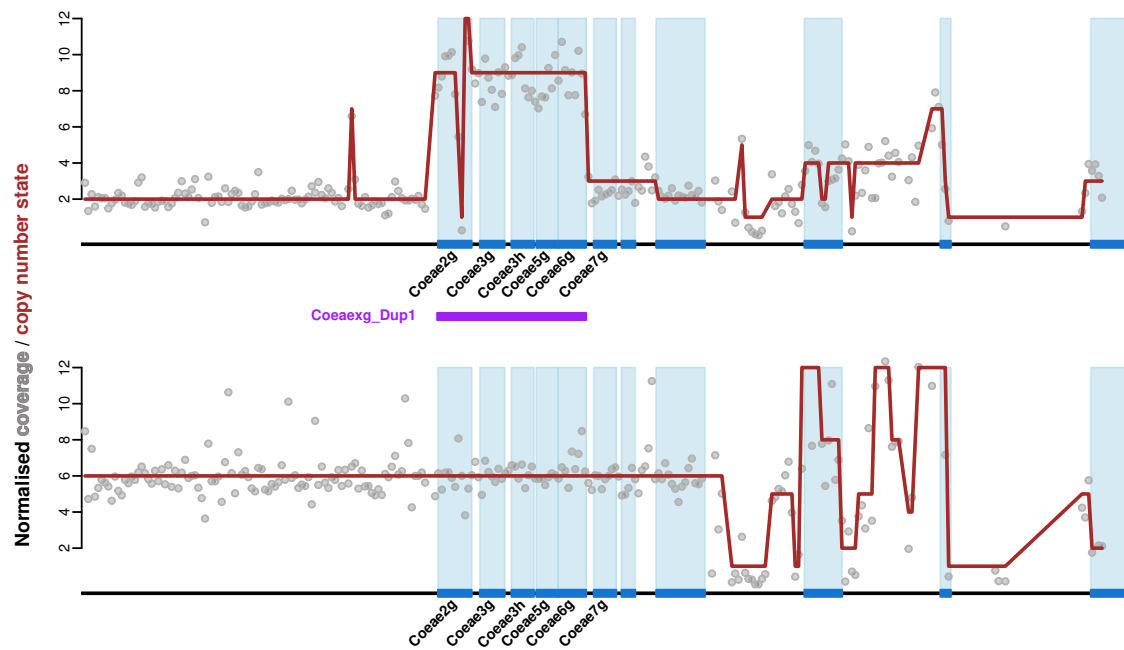 Normalised coverage / copy number state
12
10
8
6
4
2
Coeae2g
Coeae3g
Coeae3h
Coeae5g
Coeae6g
Coeae7g
Coeaexg_Dup1
12
10
8
6
4
2
Coeae2g
Coeae3g
Coeae3h
Coeae5g
Coeae6g
Coeae7g